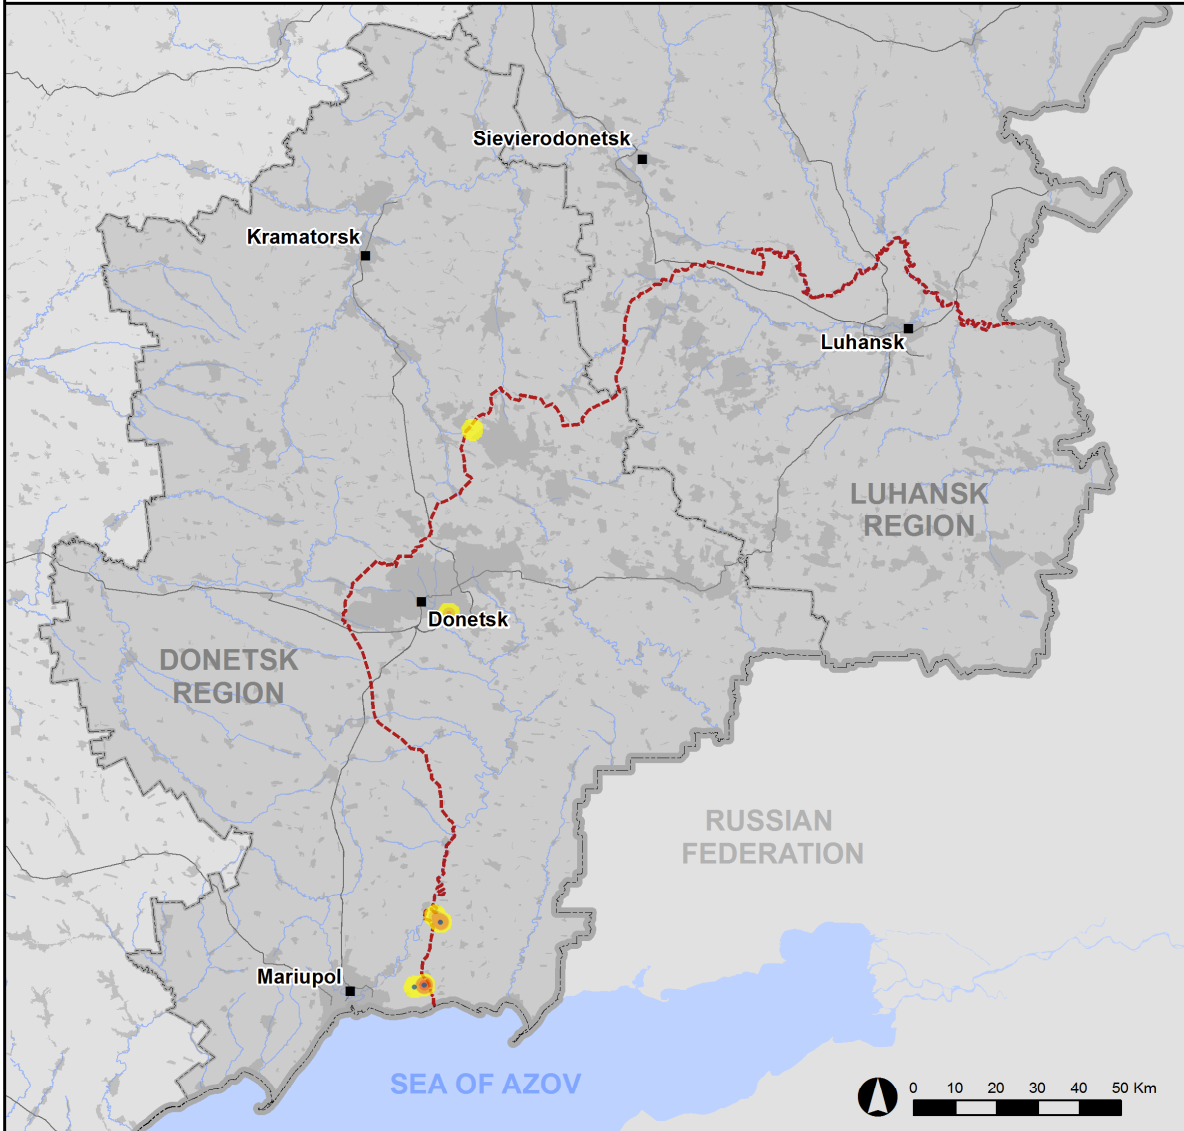 Sievierodonetsk
Kramatorsk
Luhansk
LUHANSK
REGION
Donetsk
DONETSK
REGION
RUSSIAN
FEDERATION
Mariupol
SEA OF AZOV
0 10 20 30 40 50 Km